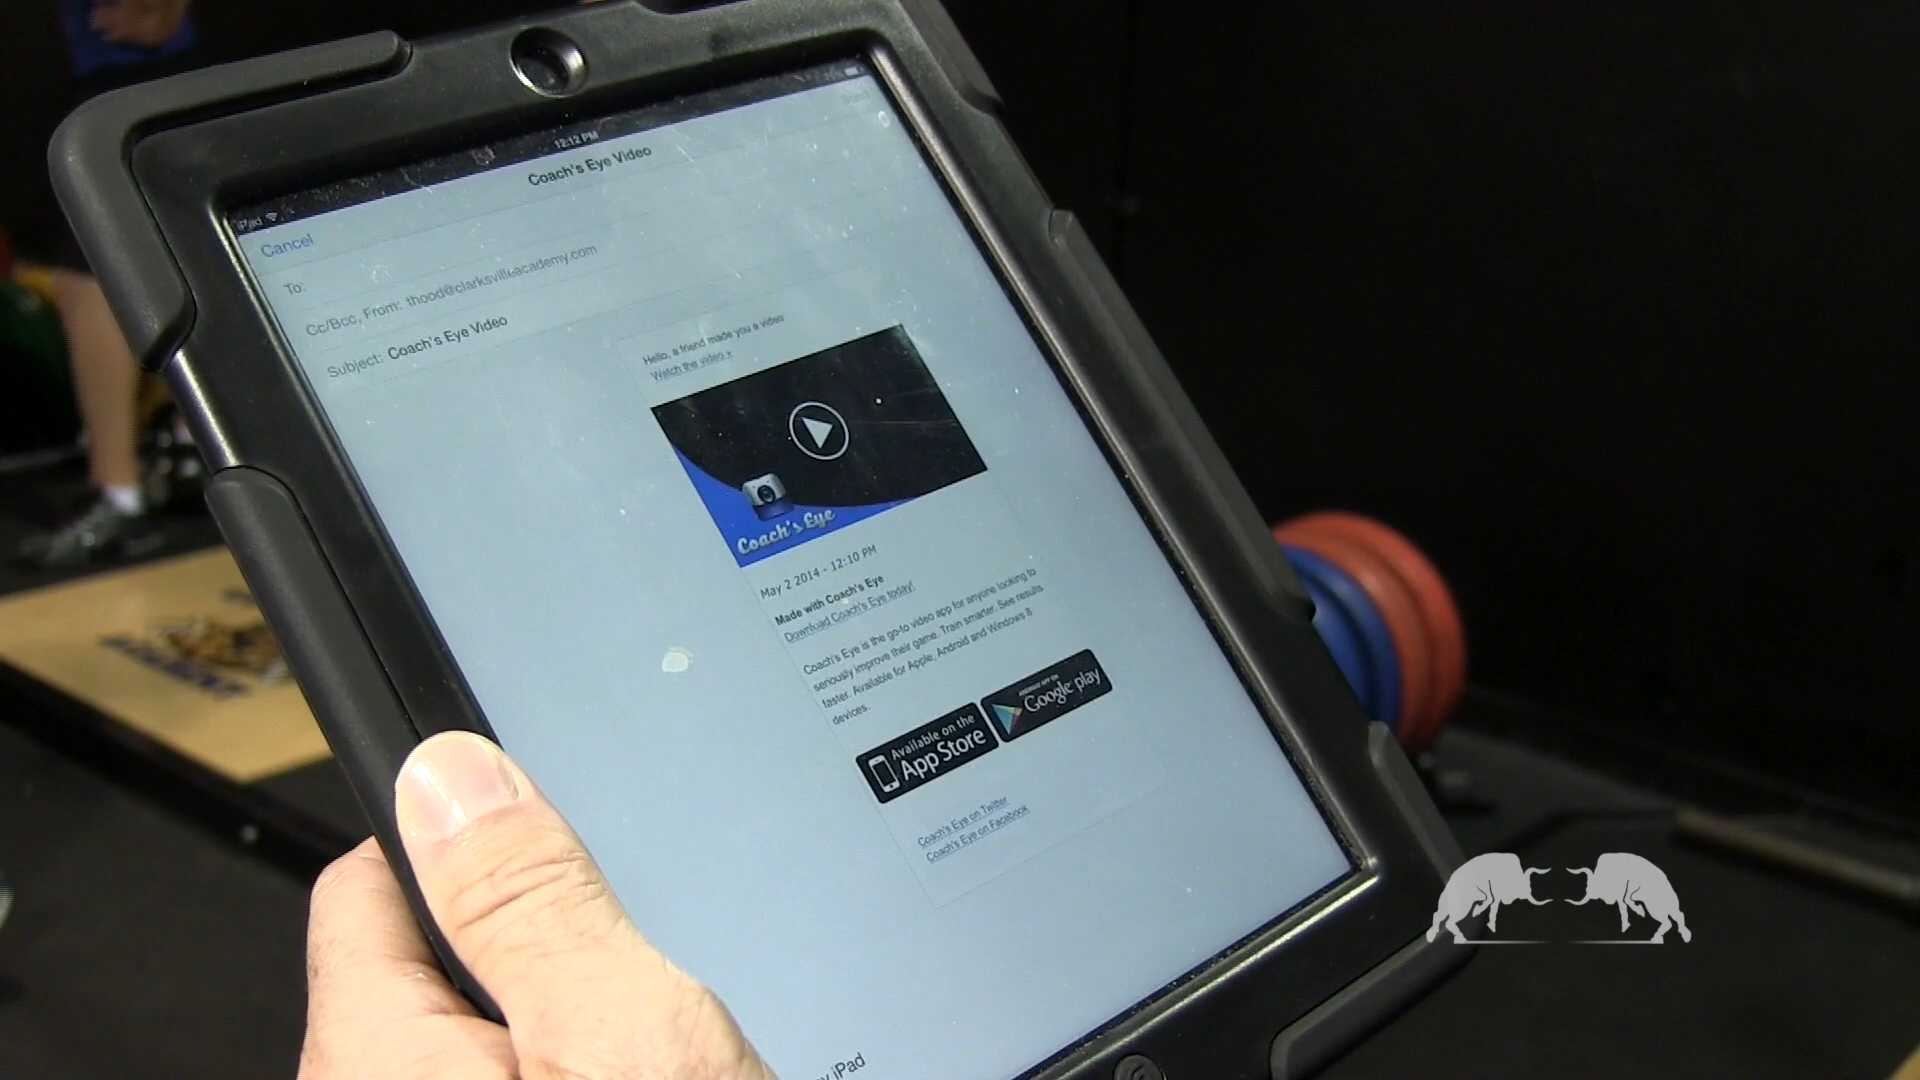 iPad
12:12 PM
Cancel
Coach's Eye Video
To:
Cc/Bcc, From: thood@clarksvilleacademy.com
Subject: Coach's Eye Video
Hello, a friend made you a video
Watch the video »
Coach's Eye
May 2 2014 - 12:10 PM
Made with Coach's Eye
Download Coach's Eye today!
Coach's Eye is the go-to video app for anyone looking to
seriously improve their game. Train smarter. See results
faster. Available for Apple, Android and Windows 8
devices.
Available on the
App Store
ANDROID APP ON
Google play
Coach's Eye on Twitter
Coach's Eye on Facebook
iPad